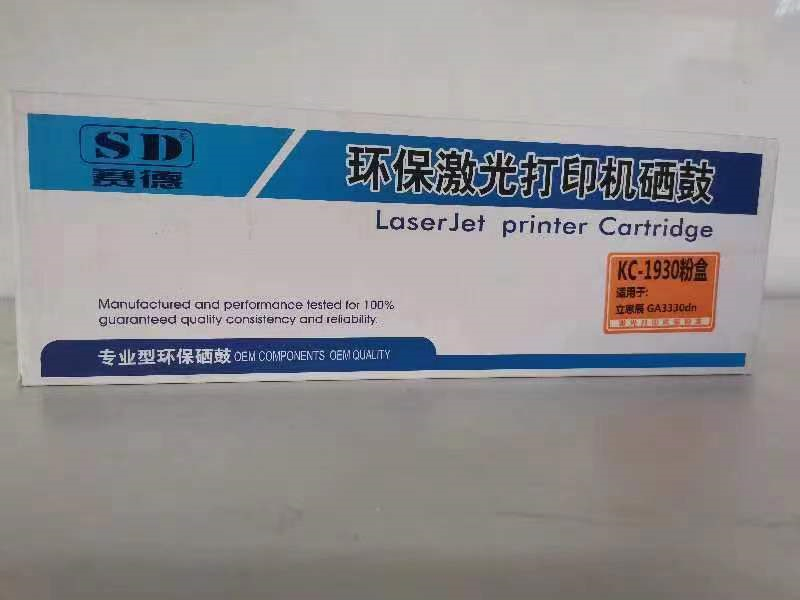 SD®
赛德
环保激光打印机硒鼓
LaserJet printer Cartridge
KC-1930粉盒
适用于:
立思辰 GA3330dn
Manufactured and performance tested for 100%
guaranteed quality consistency and reliability.
专业型环保硒鼓 OEM COMPONENTS OEM QUALITY